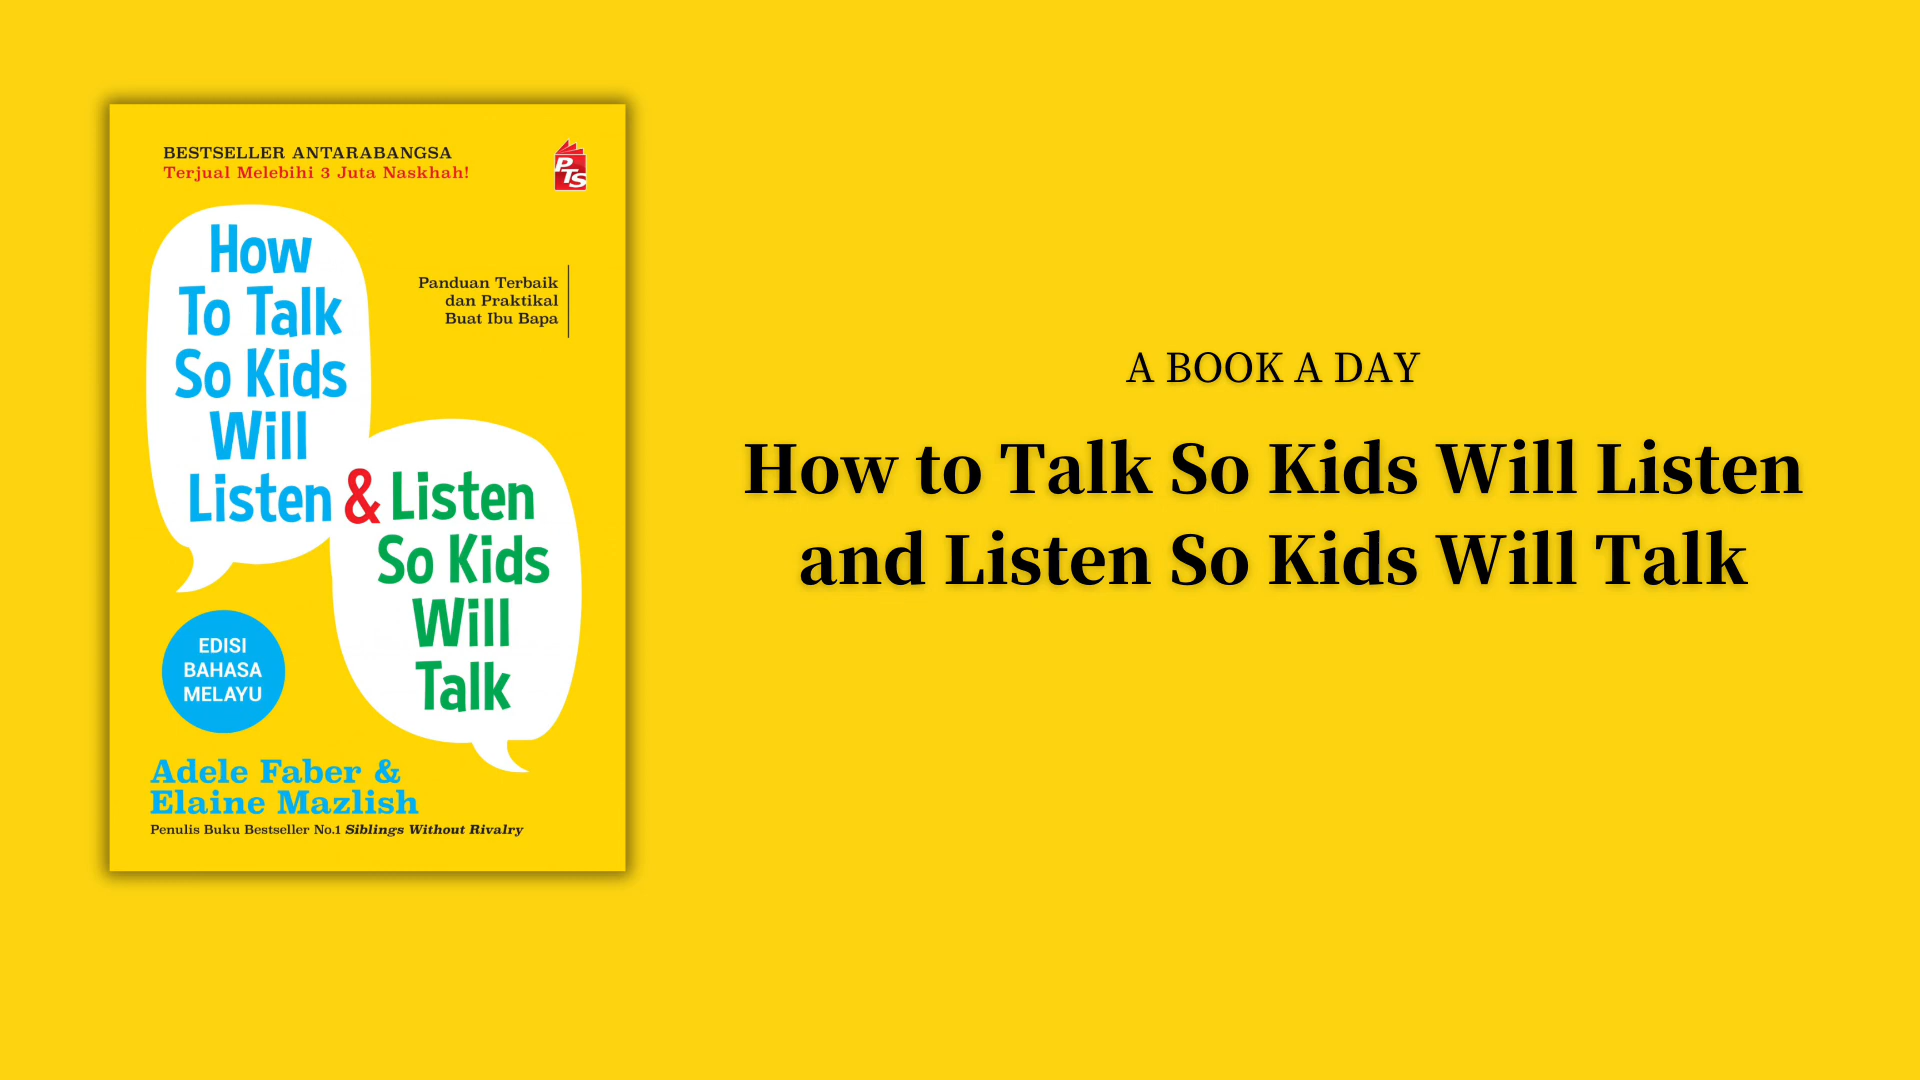 BESTSELLER ANTARABANGSA
Terjual Melebihi 3 Juta Naskhah!
PTS
How
To Talk
So Kids
Will
Listen & Listen
So Kids
Will
Talk
Panduan Terbaik
dan Praktikal
Buat Ibu Bapa
EDISI
BAHASA
MELAYU
Adele Faber &
Elaine Mazlish
Penulis Buku Bestseller No.1 Siblings Without Rivalry
A BOOK A DAY
How to Talk So Kids Will Listen
and Listen So Kids Will Talk